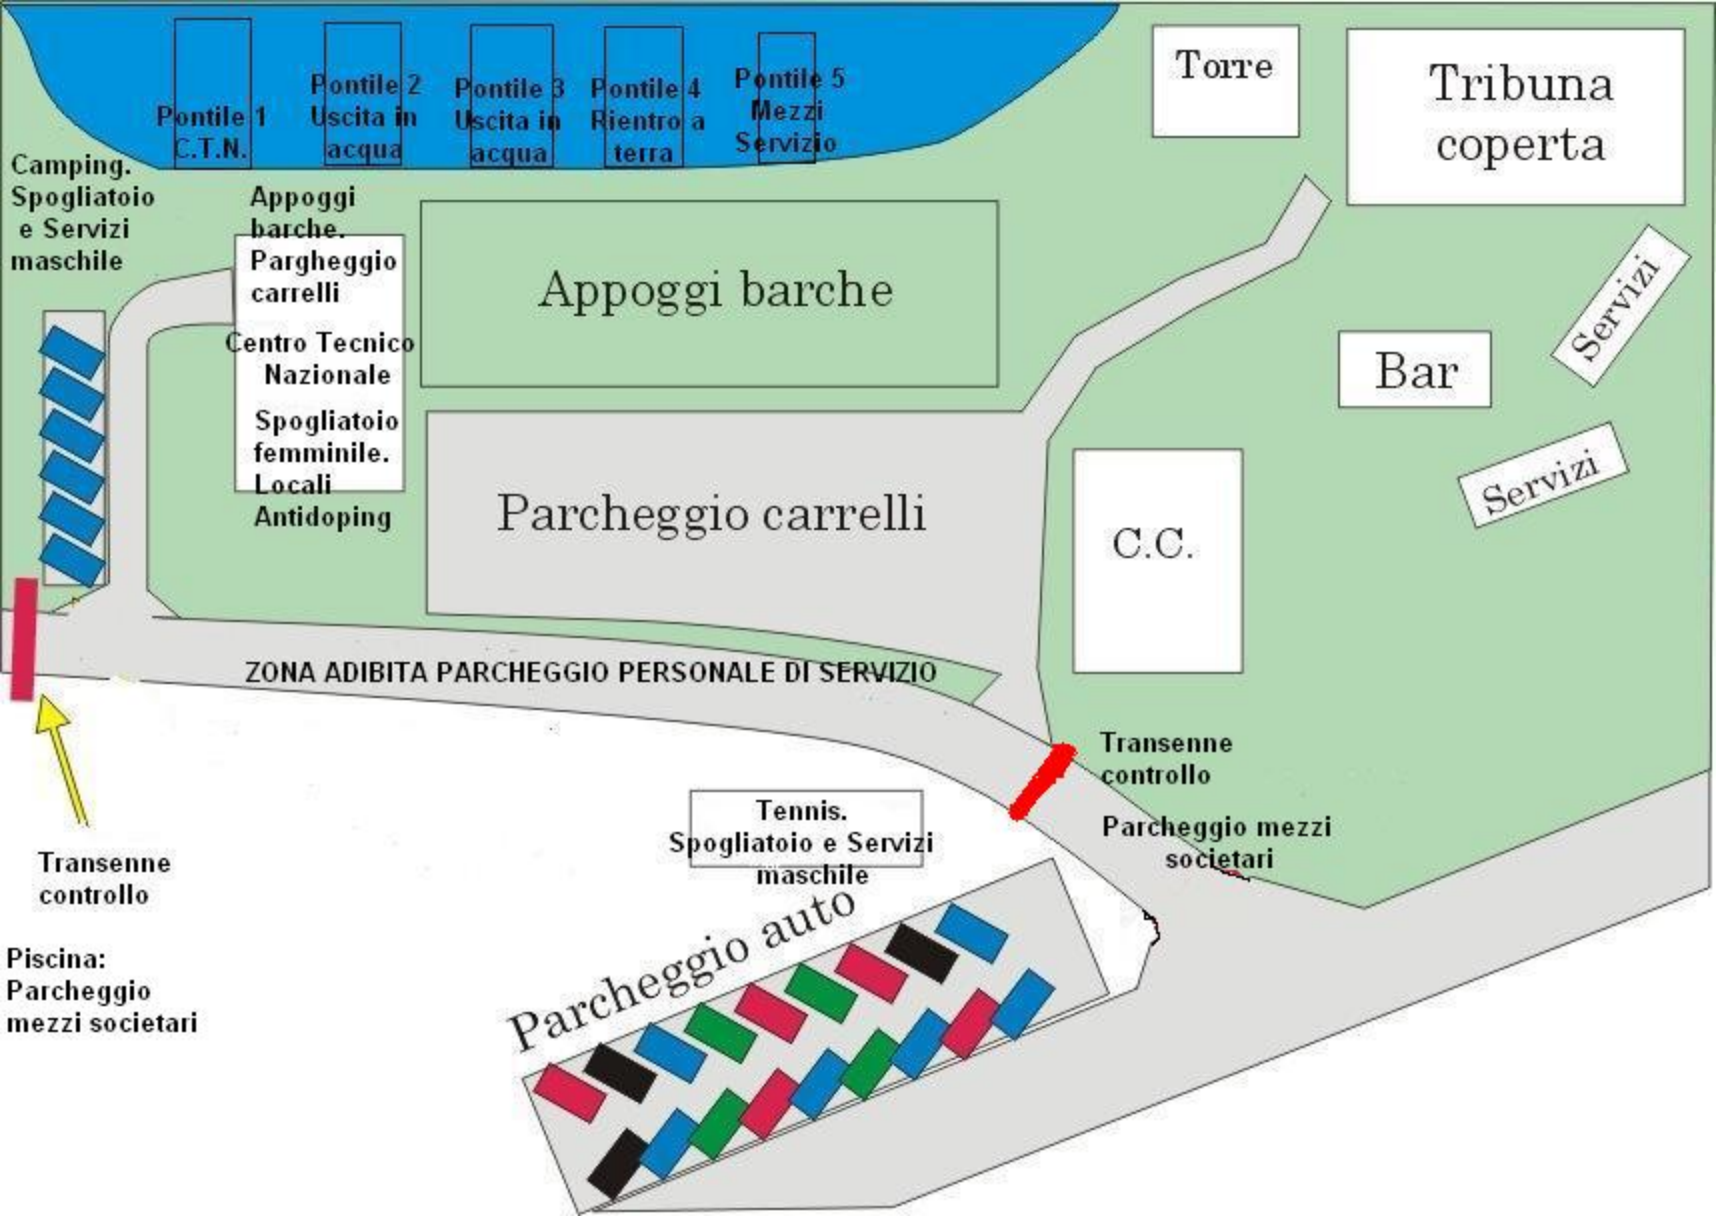 Pontile 1
C.T.N.
Pontile 2
Uscita in
acqua
Pontile 3
Uscita in
acqua
Pontile 4
Rientro a
terra
Pontile 5
Mezzi
Servizio
Torre
Tribuna
coperta
Camping.
Spogliatoio
e Servizi
maschile
Appoggi
barche.
Pargheggio
carrelli
Centro Tecnico
Nazionale
Spogliatoio
femminile.
Locali
Antidoping
Appoggi barche
Parcheggio carrelli
Servizi
Bar
Servizi
C.C.
ZONA ADIBITA PARCHEGGIO PERSONALE DI SERVIZIO
Transenne
controllo
Parcheggio mezzi
societari
Tennis.
Spogliatoio e Servizi
maschile
Parcheggio auto
Transenne
controllo
Piscina:
Parcheggio
mezzi societari